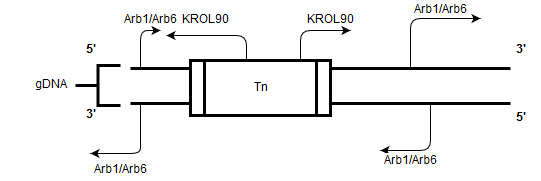 Arb1/Arb6
Arb1/Arb6 KROL90 KROL90
5' 3'
gDNA Tn
3' 5'
Arb1/Arb6
Arb1/Arb6